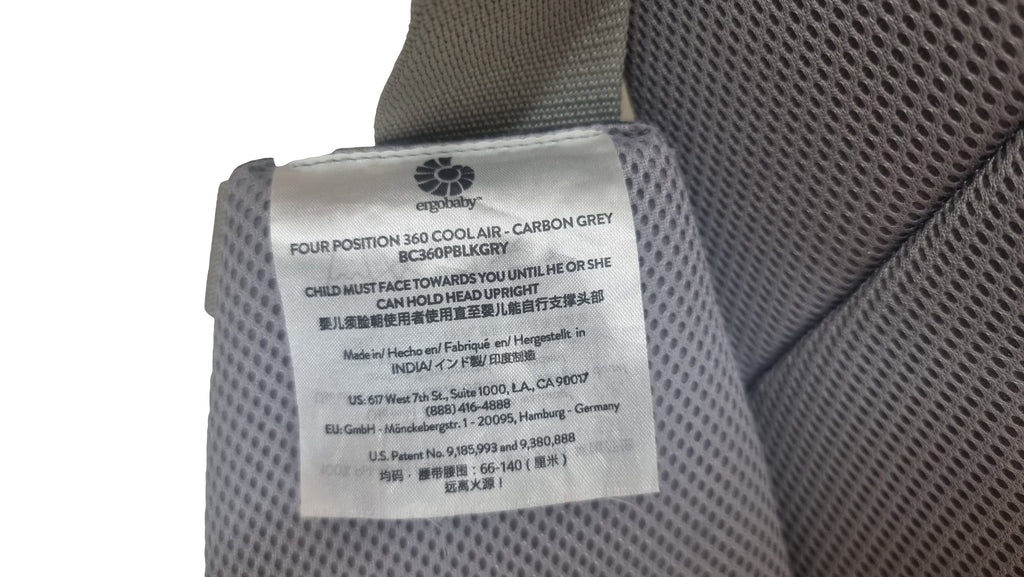 ergobaby™
FOUR POSITION 360 COOL AIR - CARBON GREY
BC360PBLKGRY
CHILD MUST FACE TOWARDS YOU UNTIL HE OR SHE
CAN HOLD HEAD UPRIGHT
婴儿须脸朝使用者使用直至婴儿能自行支撑头部
Made in/ Hecho en/ Fabriqué en/ Hergestellt in
INDIA/ インド製/ 印度制造
US: 617 West 7th St., Suite 1000, LA, CA 90017
(888) 416-4888
EU: GmbH - Mönckebergstr. 1 - 20095, Hamburg - Germany
U.S. Patent No. 9,185,993 and 9,380,888
均码 · 腰带腰围 : 66-140 ( 厘米 )
远离火源 !